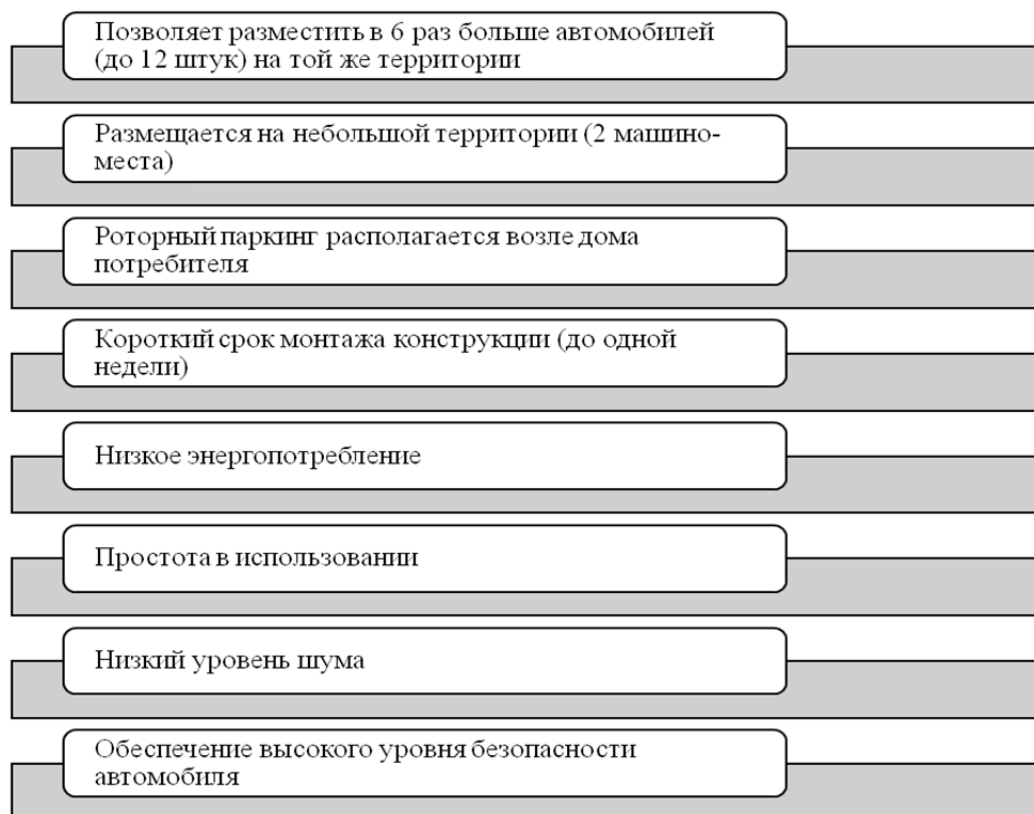 Позволяет разместить в 6 раз больше автомобилей
(до 12 штук) на той же территории
Размещается на небольшой территории (2 машино-
места)
Роторный паркинг располагается возле дома
потребителя
Короткий срок монтажа конструкции (до одной
недели)
Низкое энергопотребление
Простота в использовании
Низкий уровень шума
Обеспечение высокого уровня безопасности
автомобиля